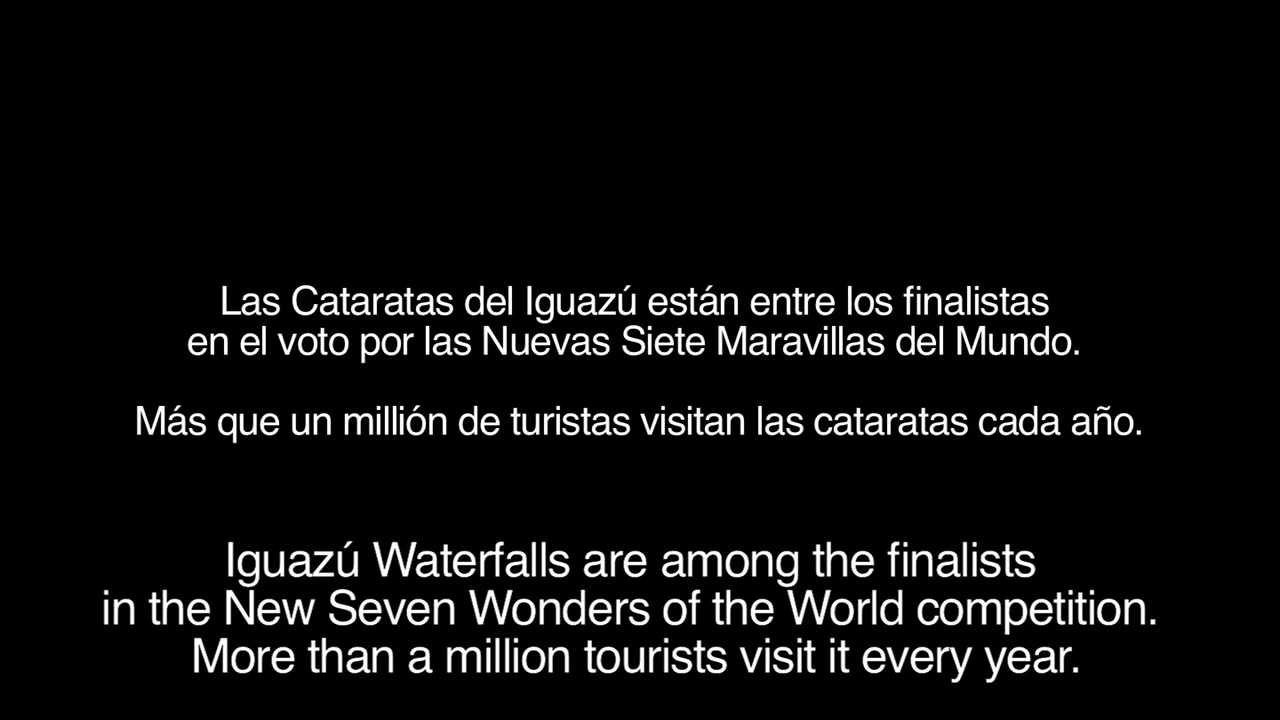 Las Cataratas del Iguazú están entre los finalistas
en el voto por las Nuevas Siete Maravillas del Mundo.
Más que un millión de turistas visitan las cataratas cada año.
Iguazú Waterfalls are among the finalists
in the New Seven Wonders of the World competition.
More than a million tourists visit it every year.